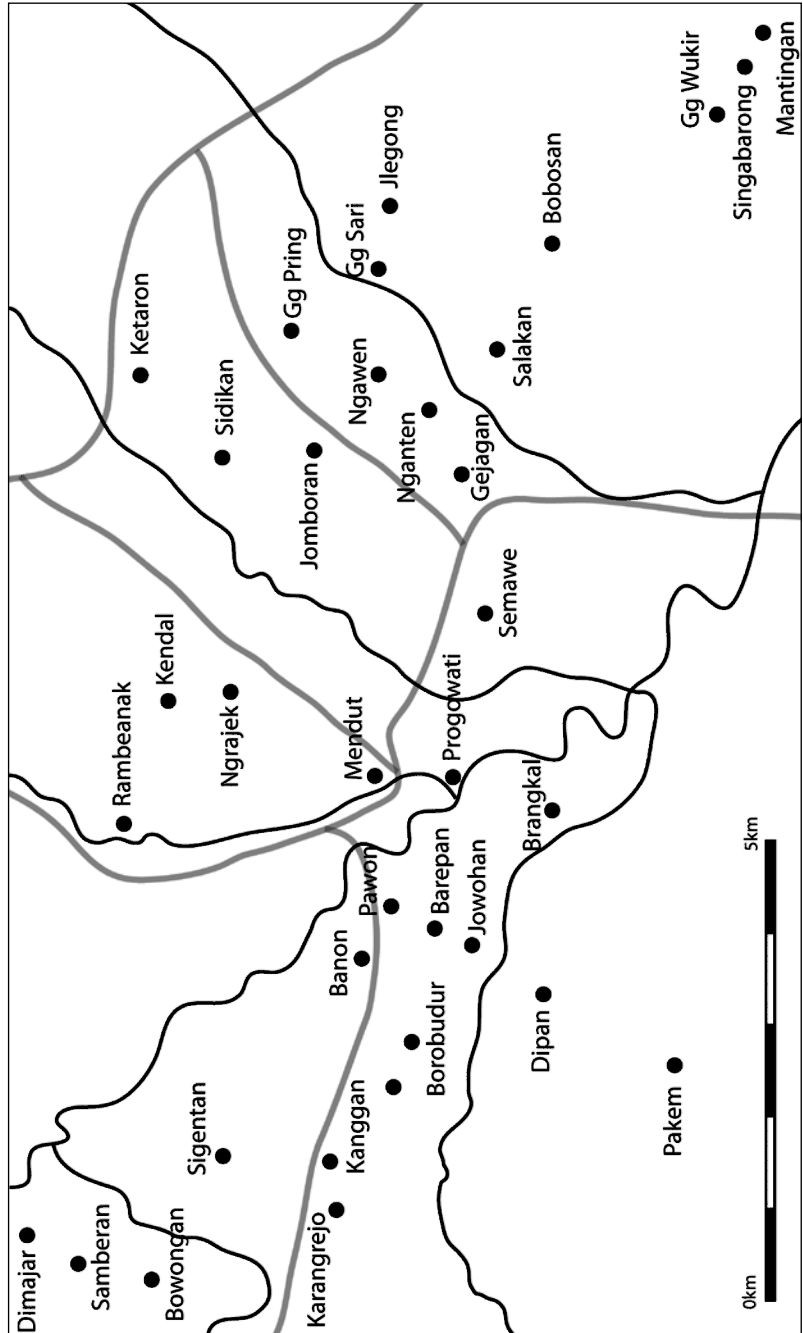 Dimajar
Samberan
Rambeanak
Ketaron
Kendal
Bowongan
Sigentan
Sidikan
Ngrajek
Gg Pring
Jomboran
Karangrejo
Banon
Mendut
Kanggan
Gg Sari
Ngawen
Pawon
Jlegong
Nganten
Borobudur
Barepan
Progowati
Jowohan
Gejagan
Semawe
Salakan
Brangkal
Dipan
Bobosan
Pakem
Gg Wukir
Singabarong
0km 5km
Mantingan